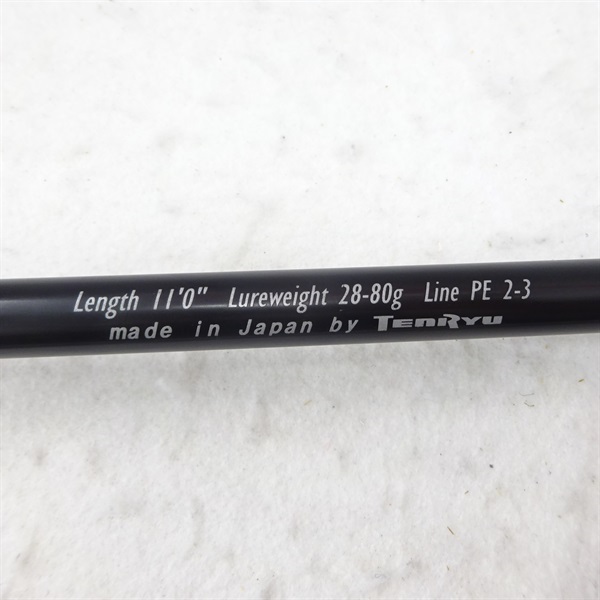 Length 11'0" Lureweight 28-80g Line PE 2-3
made in Japan by TENRYU